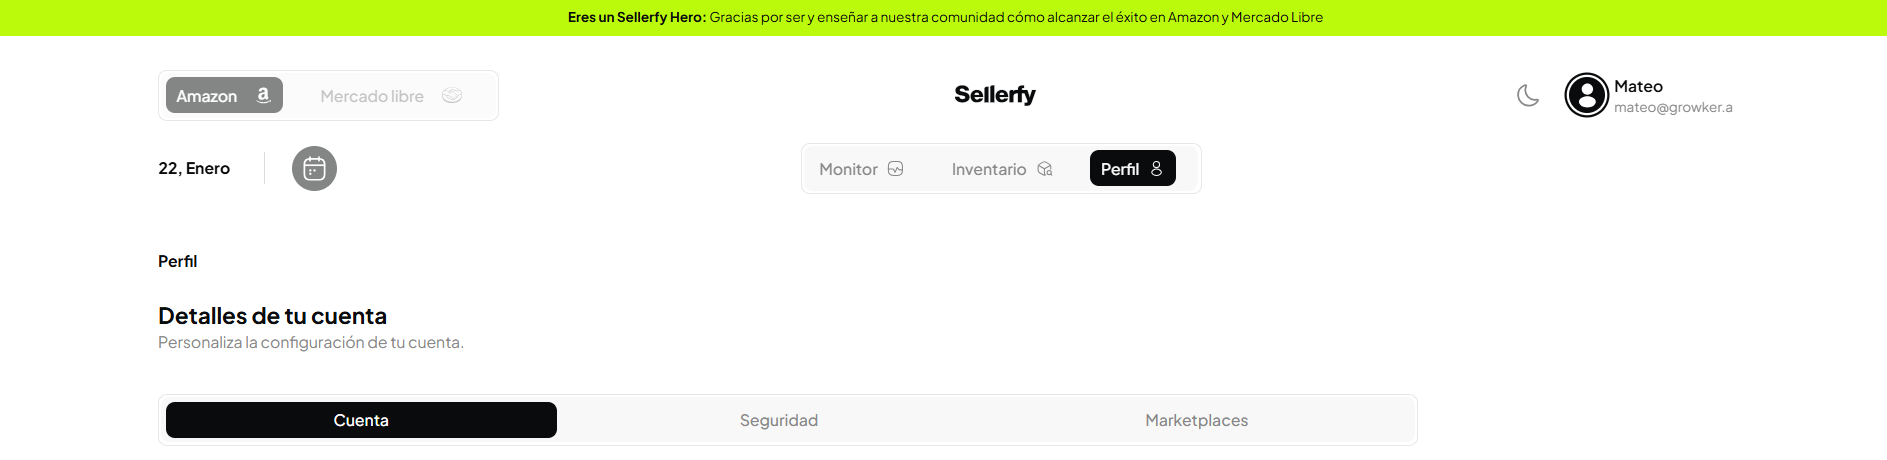 Eres un Sellerfy Hero: Gracias por ser y enseñar a nuestra comunidad cómo alcanzar el éxito en Amazon y Mercado Libre
Amazon
Mercado libre
Sellerfy
Mateo
mateo@growker.a
22, Enero
Monitor
Inventario
Perfil
Perfil
Detalles de tu cuenta
Personaliza la configuración de tu cuenta.
Cuenta
Seguridad
Marketplaces